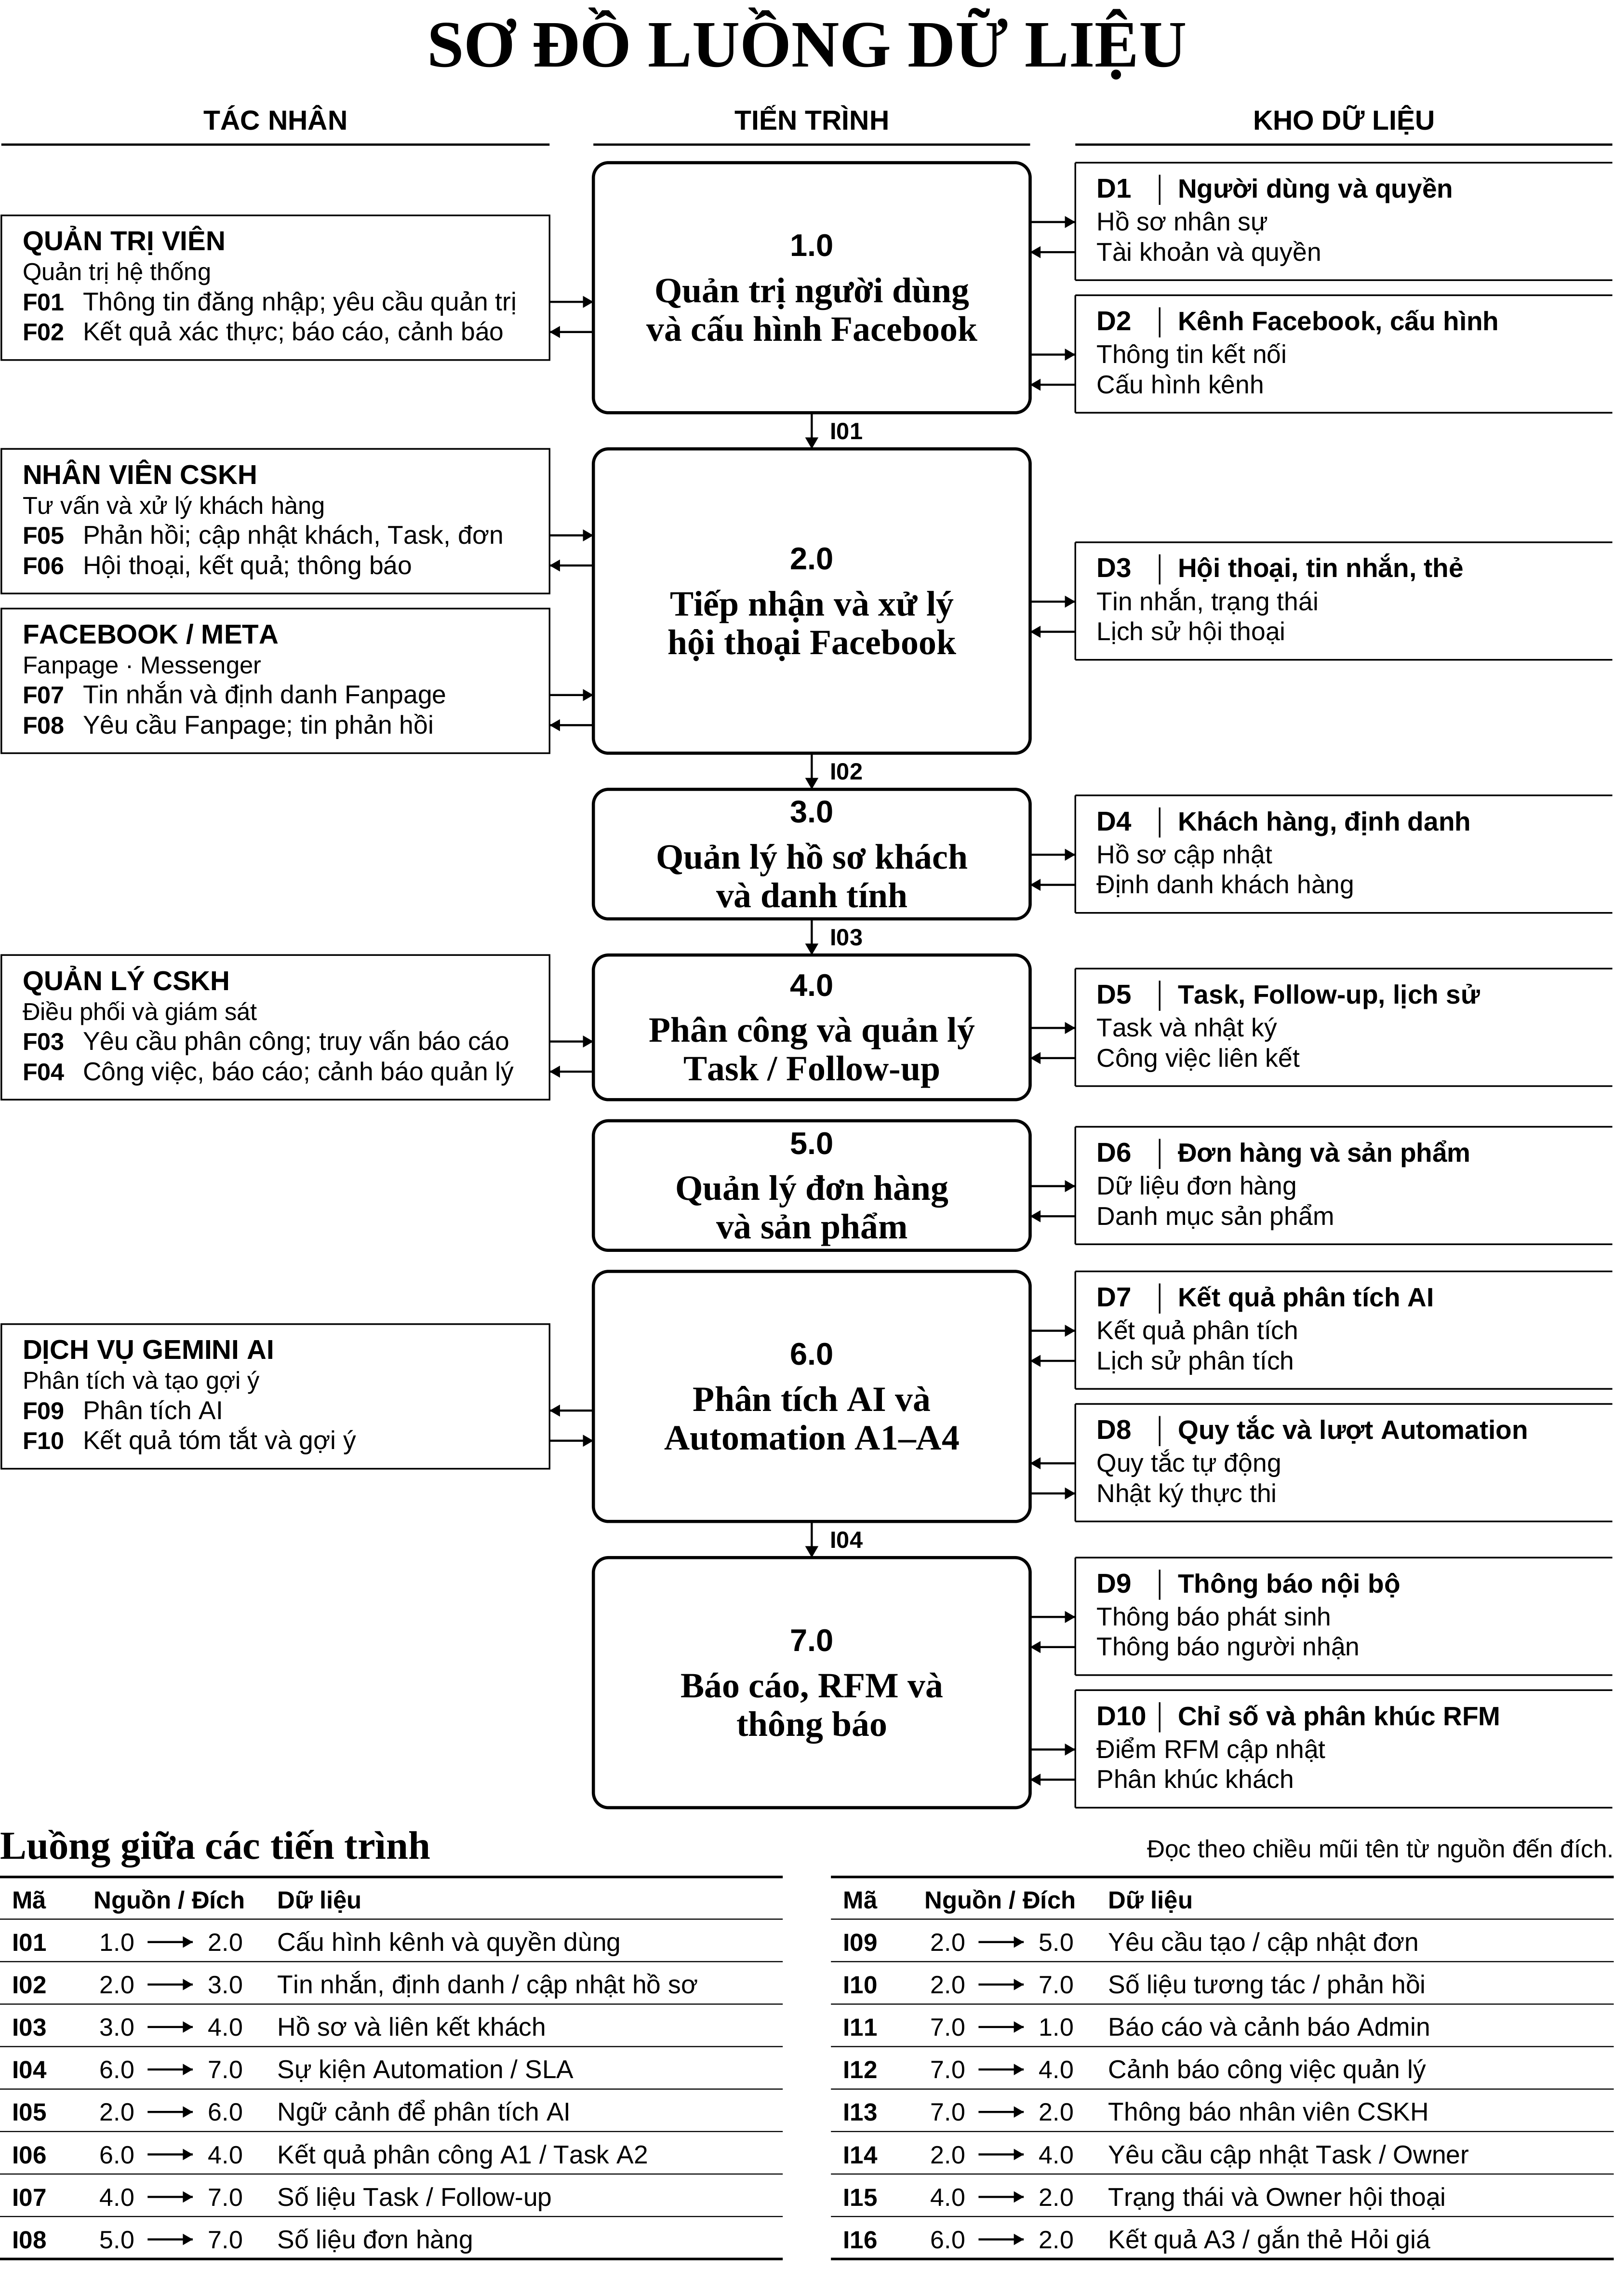 SƠ ĐỒ LUỒNG DỮ LIỆU
TÁC NHÂN
TIẾN TRÌNH
KHO DỮ LIỆU
QUẢN TRỊ VIÊN
Quản trị hệ thống
F01 Thông tin đăng nhập; yêu cầu quản trị
F02 Kết quả xác thực; báo cáo, cảnh báo
1.0
Quản trị người dùng
và cấu hình Facebook
D1 Người dùng và quyền
Hồ sơ nhân sự
Tài khoản và quyền
D2 Kênh Facebook, cấu hình
Thông tin kết nối
Cấu hình kênh
I01
NHÂN VIÊN CSKH
Tư vấn và xử lý khách hàng
F05 Phản hồi; cập nhật khách, Task, đơn
F06 Hội thoại, kết quả; thông báo
FACEBOOK / META
Fanpage · Messenger
F07 Tin nhắn và định danh Fanpage
F08 Yêu cầu Fanpage; tin phản hồi
2.0
Tiếp nhận và xử lý
hội thoại Facebook
D3 Hội thoại, tin nhắn, thẻ
Tin nhắn, trạng thái
Lịch sử hội thoại
I02
3.0
Quản lý hồ sơ khách
và danh tính
D4 Khách hàng, định danh
Hồ sơ cập nhật
Định danh khách hàng
I03
QUẢN LÝ CSKH
Điều phối và giám sát
F03 Yêu cầu phân công; truy vấn báo cáo
F04 Công việc, báo cáo; cảnh báo quản lý
4.0
Phân công và quản lý
Task / Follow-up
D5 Task, Follow-up, lịch sử
Task và nhật ký
Công việc liên kết
5.0
Quản lý đơn hàng
và sản phẩm
D6 Đơn hàng và sản phẩm
Dữ liệu đơn hàng
Danh mục sản phẩm
DỊCH VỤ GEMINI AI
Phân tích và tạo gợi ý
F09 Phân tích AI
F10 Kết quả tóm tắt và gợi ý
6.0
Phân tích AI và
Automation A1–A4
D7 Kết quả phân tích AI
Kết quả phân tích
Lịch sử phân tích
D8 Quy tắc và lượt Automation
Quy tắc tự động
Nhật ký thực thi
I04
7.0
Báo cáo, RFM và
thông báo
D9 Thông báo nội bộ
Thông báo phát sinh
Thông báo người nhận
D10 Chỉ số và phân khúc RFM
Điểm RFM cập nhật
Phân khúc khách
Luồng giữa các tiến trình
Đọc theo chiều mũi tên từ nguồn đến đích.
Mã Nguồn / Đích Dữ liệu
I01 1.0 2.0 Cấu hình kênh và quyền dùng
I02 2.0 3.0 Tin nhắn, định danh / cập nhật hồ sơ
I03 3.0 4.0 Hồ sơ và liên kết khách
I04 6.0 7.0 Sự kiện Automation / SLA
I05 2.0 6.0 Ngữ cảnh để phân tích AI
I06 6.0 4.0 Kết quả phân công A1 / Task A2
I07 4.0 7.0 Số liệu Task / Follow-up
I08 5.0 7.0 Số liệu đơn hàng
Mã Nguồn / Đích Dữ liệu
I09 2.0 5.0 Yêu cầu tạo / cập nhật đơn
I10 2.0 7.0 Số liệu tương tác / phản hồi
I11 7.0 1.0 Báo cáo và cảnh báo Admin
I12 7.0 4.0 Cảnh báo công việc quản lý
I13 7.0 2.0 Thông báo nhân viên CSKH
I14 2.0 4.0 Yêu cầu cập nhật Task / Owner
I15 4.0 2.0 Trạng thái và Owner hội thoại
I16 6.0 2.0 Kết quả A3 / gắn thẻ Hỏi giá